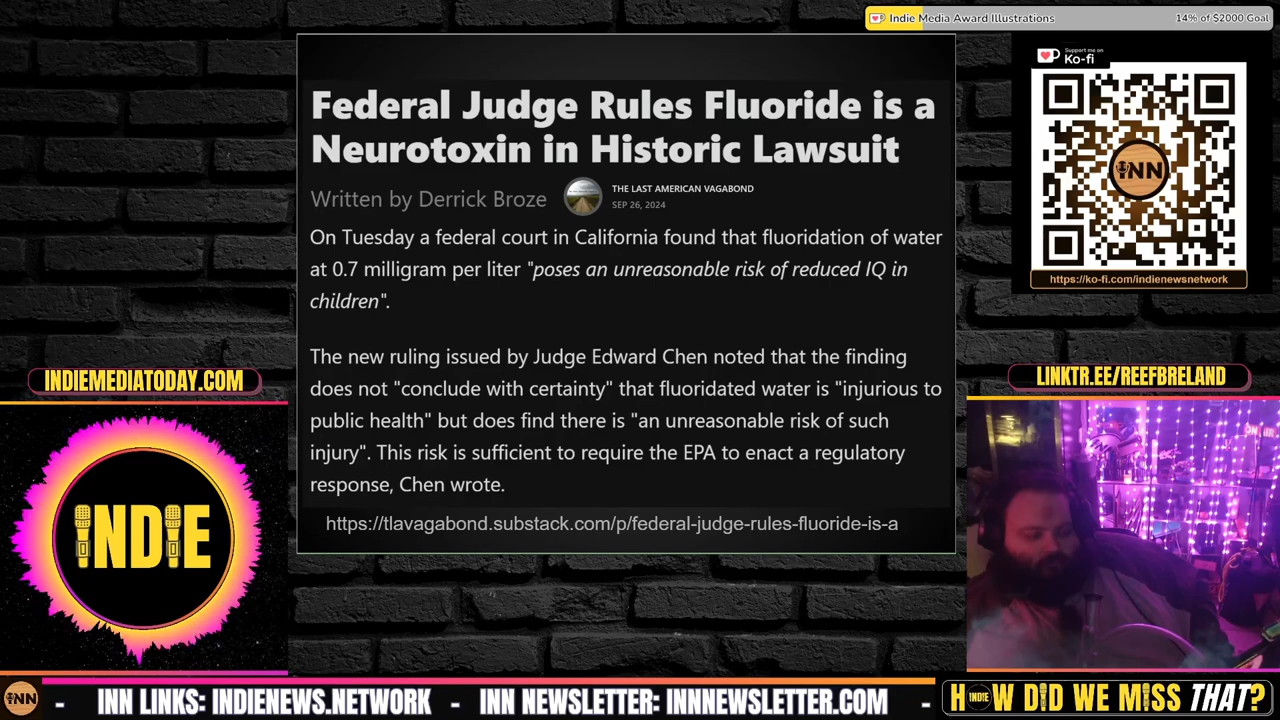 Indie Media Award Illustrations 14% of $2000 Goal
Federal Judge Rules Fluoride is a
Neurotoxin in Historic Lawsuit
Written by Derrick Broze
THE LAST AMERICAN VAGABOND
SEP 26, 2024
On Tuesday a federal court in California found that fluoridation of water
at 0.7 milligram per liter "poses an unreasonable risk of reduced IQ in
children".
The new ruling issued by Judge Edward Chen noted that the finding
does not "conclude with certainty" that fluoridated water is "injurious to
public health" but does find there is "an unreasonable risk of such
injury". This risk is sufficient to require the EPA to enact a regulatory
response, Chen wrote.
https://tlavagabond.substack.com/p/federal-judge-rules-fluoride-is-a
Support me on
Ko-fi
INN
https://ko-fi.com/indienewsnetwork
INDIEMEDIATODAY.COM
LINKTR.EE/REEFBRELAND
INDIE
INN
- INN LINKS: INDIENEWS.NETWORK - INN NEWSLETTER: INNNEWSLETTER.COM -
HOW DID WE MISS THAT?
INDIE